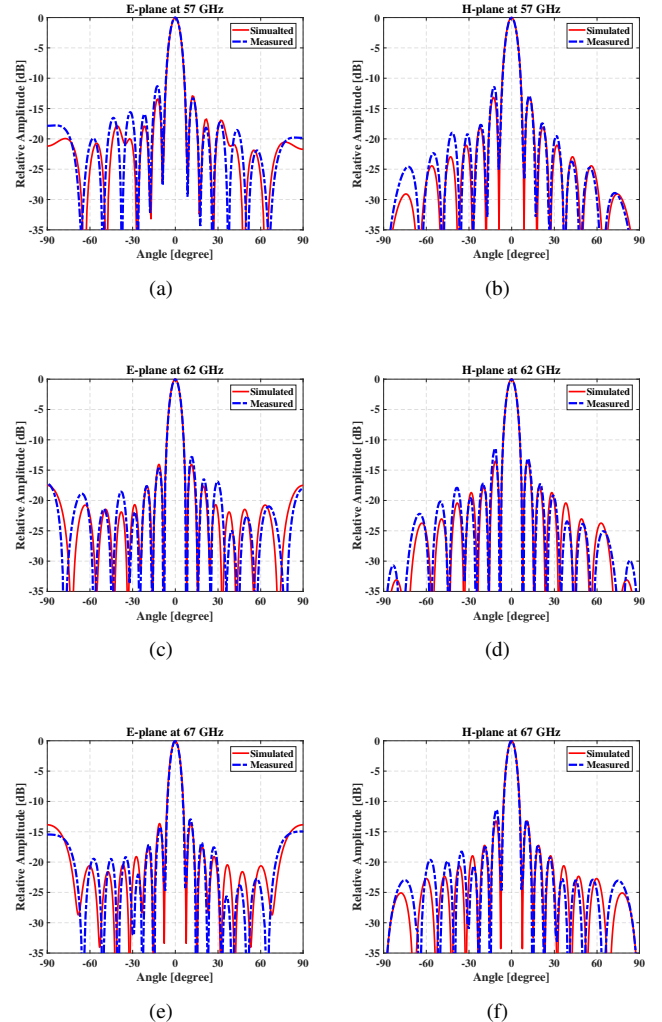 E-plane at 57 GHz
Simualted
Measured
Relative Amplitude [dB]
0
-5
-10
-15
-20
-25
-30
-35
-90 -60 -30 0 30 60 90
Angle [degree]
(a)
H-plane at 57 GHz
Simulated
Measured
Relative Amplitude [dB]
0
-5
-10
-15
-20
-25
-30
-35
-90 -60 -30 0 30 60 90
Angle [degree]
(b)
E-plane at 62 GHz
Simulated
Measured
Relative Amplitude [dB]
0
-5
-10
-15
-20
-25
-30
-35
-90 -60 -30 0 30 60 90
Angle [degree]
(c)
H-plane at 62 GHz
Simulated
Measured
Relative Amplitude [dB]
0
-5
-10
-15
-20
-25
-30
-35
-90 -60 -30 0 30 60 90
Angle [degree]
(d)
E-plane at 67 GHz
Simulated
Measured
Relative Amplitude [dB]
0
-5
-10
-15
-20
-25
-30
-35
-90 -60 -30 0 30 60 90
Angle [degree]
(e)
H-plane at 67 GHz
Simulated
Measured
Relative Amplitude [dB]
0
-5
-10
-15
-20
-25
-30
-35
-90 -60 -30 0 30 60 90
Angle [degree]
(f)